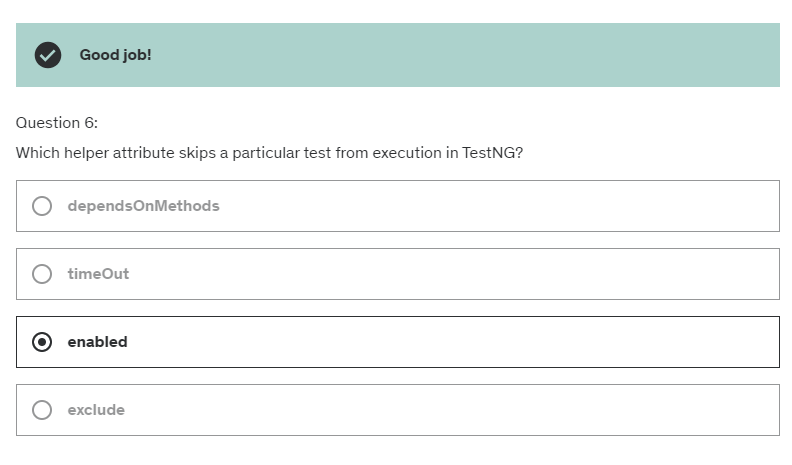 Good job!
Question 6:
Which helper attribute skips a particular test from execution in TestNG?
dependsOnMethods
timeOut
enabled
exclude